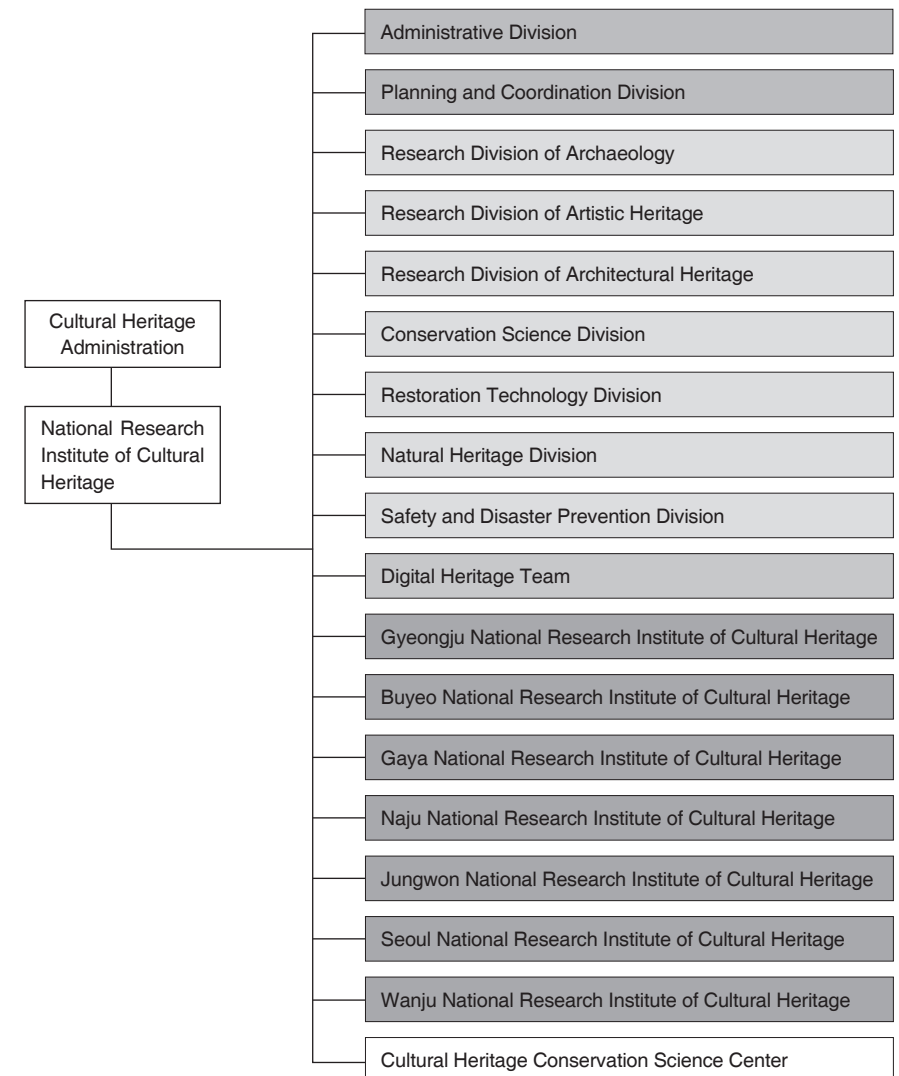 Administrative Division
Planning and Coordination Division
Research Division of Archaeology
Research Division of Artistic Heritage
Research Division of Architectural Heritage
Cultural Heritage
Administration
Conservation Science Division
Restoration Technology Division
National Research
Institute of Cultural
Heritage
Natural Heritage Division
Safety and Disaster Prevention Division
Digital Heritage Team
Gyeongju National Research Institute of Cultural Heritage
Buyeo National Research Institute of Cultural Heritage
Gaya National Research Institute of Cultural Heritage
Naju National Research Institute of Cultural Heritage
Jungwon National Research Institute of Cultural Heritage
Seoul National Research Institute of Cultural Heritage
Wanju National Research Institute of Cultural Heritage
Cultural Heritage Conservation Science Center